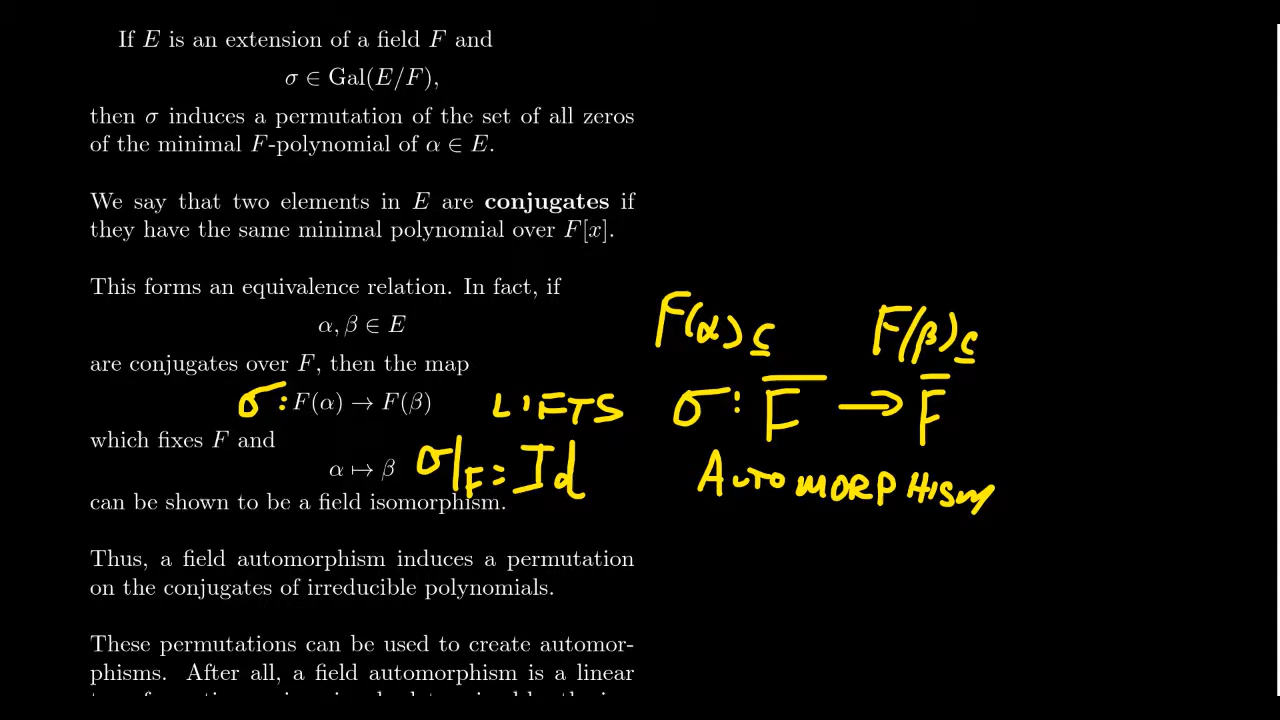 If E is an extension of a field F and
σ ∈ Gal(E/F),
then σ induces a permutation of the set of all zeros
of the minimal F-polynomial of α ∈ E.
We say that two elements in E are conjugates if
they have the same minimal polynomial over F[x].
This forms an equivalence relation. In fact, if
α, β ∈ E
are conjugates over F, then the map
σ: F(α) → F(β)
which fixes F and
α ↦ β
σ|F = Id
can be shown to be a field isomorphism.
Thus, a field automorphism induces a permutation
on the conjugates of irreducible polynomials.
These permutations can be used to create automor-
phisms. After all, a field automorphism is a linear
F(α) ⊆ F(β) ⊆
LIFTS σ: F̅ → F̅
AUTOMORPHISM